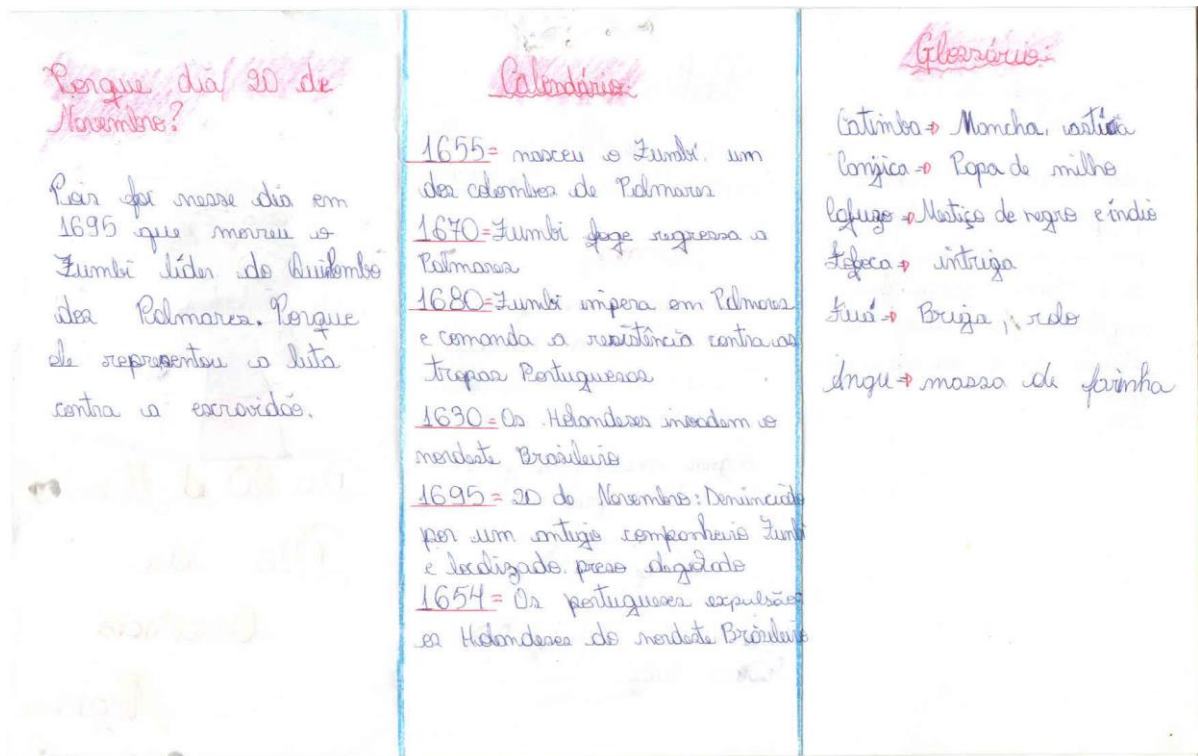 Porque dia 20 de
Novembro?
Pois foi nesse dia em
1695 que morreu o
Zumbi líder do Quilombo
dos Palmares. Porque
ele representou a luta
contra a escravidão.
Calendário:
1655= nasceu o Zumbi. um
dos colombos de Palmares
1670=Zumbi foge regressa a
Palmares
1680=Zumbi impera em Palmares
e comanda a resistência contra as
tropas Portuguesas
1630=Os Holandeses invadem o
nordeste Brasileiro
1695= 20 de Novembro: Denunciado
por um antigo companheiro Zumbi
e localizado. preso degolado
1654= Os portugueses expulsão
os Holandeses do nordeste Brasileiro
Glossário:
Catimba→ Mancha,
Canjica→ Papa de milho
Cafuzo→ Mestiço de negro e índio
Fofoca→ intriga
Fuá→ Briga, rolo
Angu→ massa de farinha